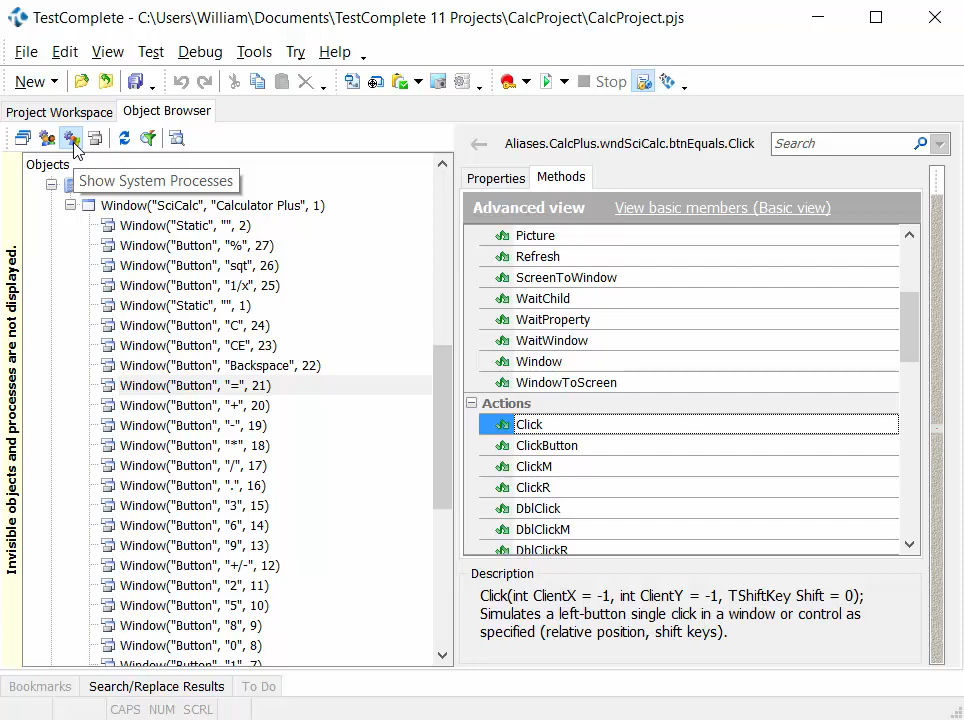 TestComplete - C:\Users\William\Documents\TestComplete 11 Projects\CalcProject\CalcProject.pjs
File Edit View Test Debug Tools Try Help
New Stop
Project Workspace Object Browser
Aliases.CalcPlus.wndSciCalc.btnEquals.Click Search
Objects
Show System Processes
Invisible objects and processes are not displayed.
Window("SciCalc", "Calculator Plus", 1)
Window("Static", "", 2)
Window("Button", "%", 27)
Window("Button", "sqt", 26)
Window("Button", "1/x", 25)
Window("Static", "", 1)
Window("Button", "C", 24)
Window("Button", "CE", 23)
Window("Button", "Backspace", 22)
Window("Button", "=", 21)
Window("Button", "+", 20)
Window("Button", "-", 19)
Window("Button", "*", 18)
Window("Button", "/", 17)
Window("Button", ".", 16)
Window("Button", "3", 15)
Window("Button", "6", 14)
Window("Button", "9", 13)
Window("Button", "+/-", 12)
Window("Button", "2", 11)
Window("Button", "5", 10)
Window("Button", "8", 9)
Window("Button", "0", 8)
Window("Button", "1", 7)
Properties Methods
Advanced view View basic members (Basic view)
Picture
Refresh
ScreenToWindow
WaitChild
WaitProperty
WaitWindow
Window
WindowToScreen
Actions
Click
ClickButton
ClickM
ClickR
DblClick
DblClickM
DblClickR
Description
Click(int ClientX = -1, int ClientY = -1, TShiftKey Shift = 0);
Simulates a left-button single click in a window or control as
specified (relative position, shift keys).
Bookmarks Search/Replace Results To Do
CAPS NUM SCRL